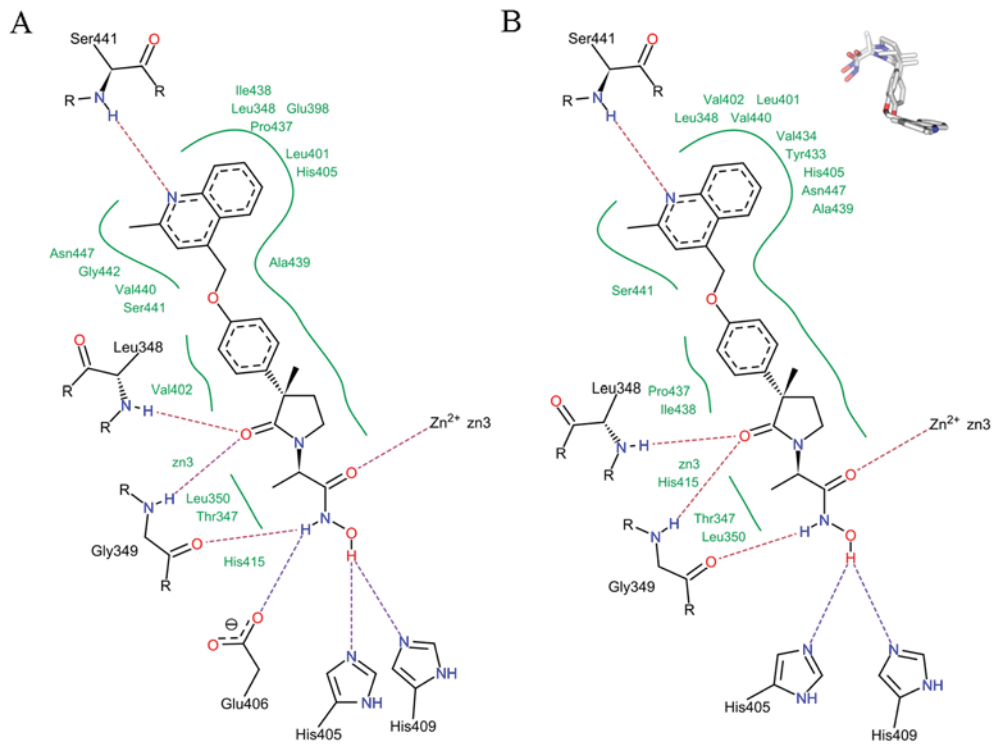 A
Ser441
O
R
N
H
R
Ile438
Leu348 Glu398
Pro437
Leu401
His405
N
Asn447
Gly442
Val440
Ser441
Ala439
O
O
Leu348
R
N
H
R
Val402
O
N
Zn²⁺ zn3
zn3
R
N
H
Leu350
Thr347
O
H
N
O
H
O
Gly349
R
His415
⊖
O
O
Glu406
N
NH
His405
N
NH
His409
B
Ser441
O
R
N
H
R
Val402 Leu401
Leu348 Val440
Val434
Tyr433
His405
Asn447
Ala439
N
Ser441
O
Leu348
O
R
N
H
R
Pro437
Ile438
O
N
Zn²⁺ zn3
zn3
His415
R
N
H
Thr347
Leu350
O
H
N
O
H
O
Gly349
R
N
NH
His405
N
NH
His409